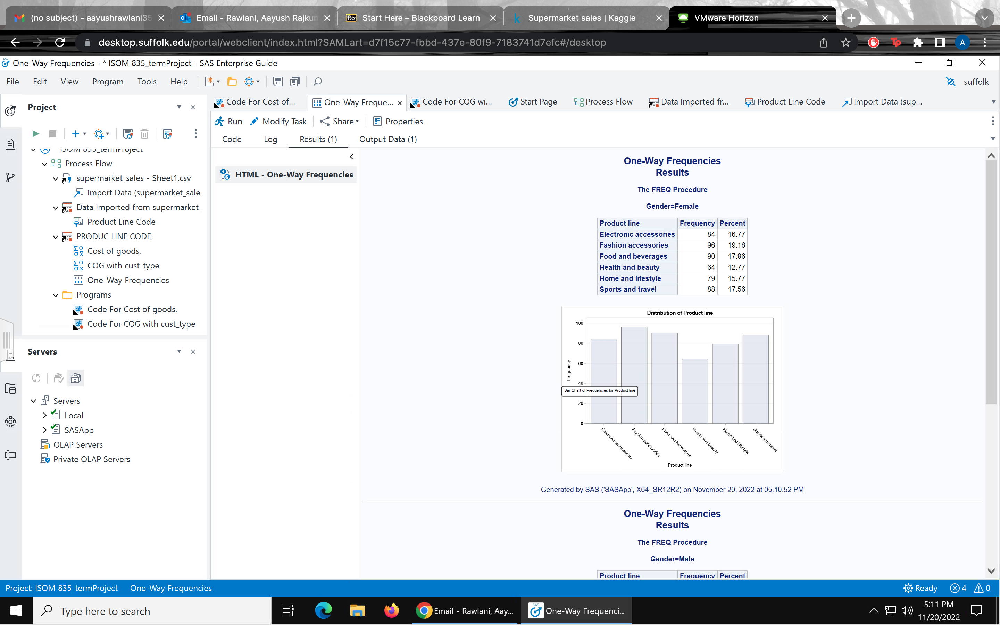 (no subject) - aayushrawlani35
Email - Rawlani, Aayush Rajkum
Bb
Start Here – Blackboard Learn
k
Supermarket sales | Kaggle
VMware Horizon
desktop.suffolk.edu/portal/webclient/index.html?SAMLart=d7f15c77-fbbd-437e-80f9-7183741d7efc#/desktop
Tp
A
One-Way Frequencies - * ISOM 835_termProject - SAS Enterprise Guide
File Edit View Program Tools Help
suffolk
Project
Code For Cost of...
One-Way Freque...
Code For COG wi...
Start Page
Process Flow
Data Imported fr...
Product Line Code
Import Data (sup...
Run
Modify Task
Share
Properties
Code
Log
Results (1)
Output Data (1)
ISOM 835_termProject
Process Flow
supermarket_sales - Sheet1.csv
Import Data (supermarket_sales
Data Imported from supermarket_
Product Line Code
PRODUC LINE CODE
Cost of goods.
COG with cust_type
One-Way Frequencies
Programs
Code For Cost of goods.
Code For COG with cust_type
Servers
Servers
Local
SASApp
OLAP Servers
Private OLAP Servers
HTML - One-Way Frequencies
One-Way Frequencies
Results
The FREQ Procedure
Gender=Female
Product line Frequency Percent
Electronic accessories 84 16.77
Fashion accessories 96 19.16
Food and beverages 90 17.96
Health and beauty 64 12.77
Home and lifestyle 79 15.77
Sports and travel 88 17.56
Distribution of Product line
100
80
60
40
20
0
Frequency
Bar Chart of Frequencies for Product line
Electronic accessories
Fashion accessories
Food and beverages
Health and beauty
Home and lifestyle
Sports and travel
Product line
Generated by SAS ('SASApp', X64_SR12R2) on November 20, 2022 at 05:10:52 PM
One-Way Frequencies
Results
The FREQ Procedure
Gender=Male
Product line Frequency Percent
Project: ISOM 835_termProject
One-Way Frequencies
Ready
4
0
Type here to search
Email - Rawlani, Aay...
SAS
One-Way Frequenci...
5:11 PM
11/20/2022